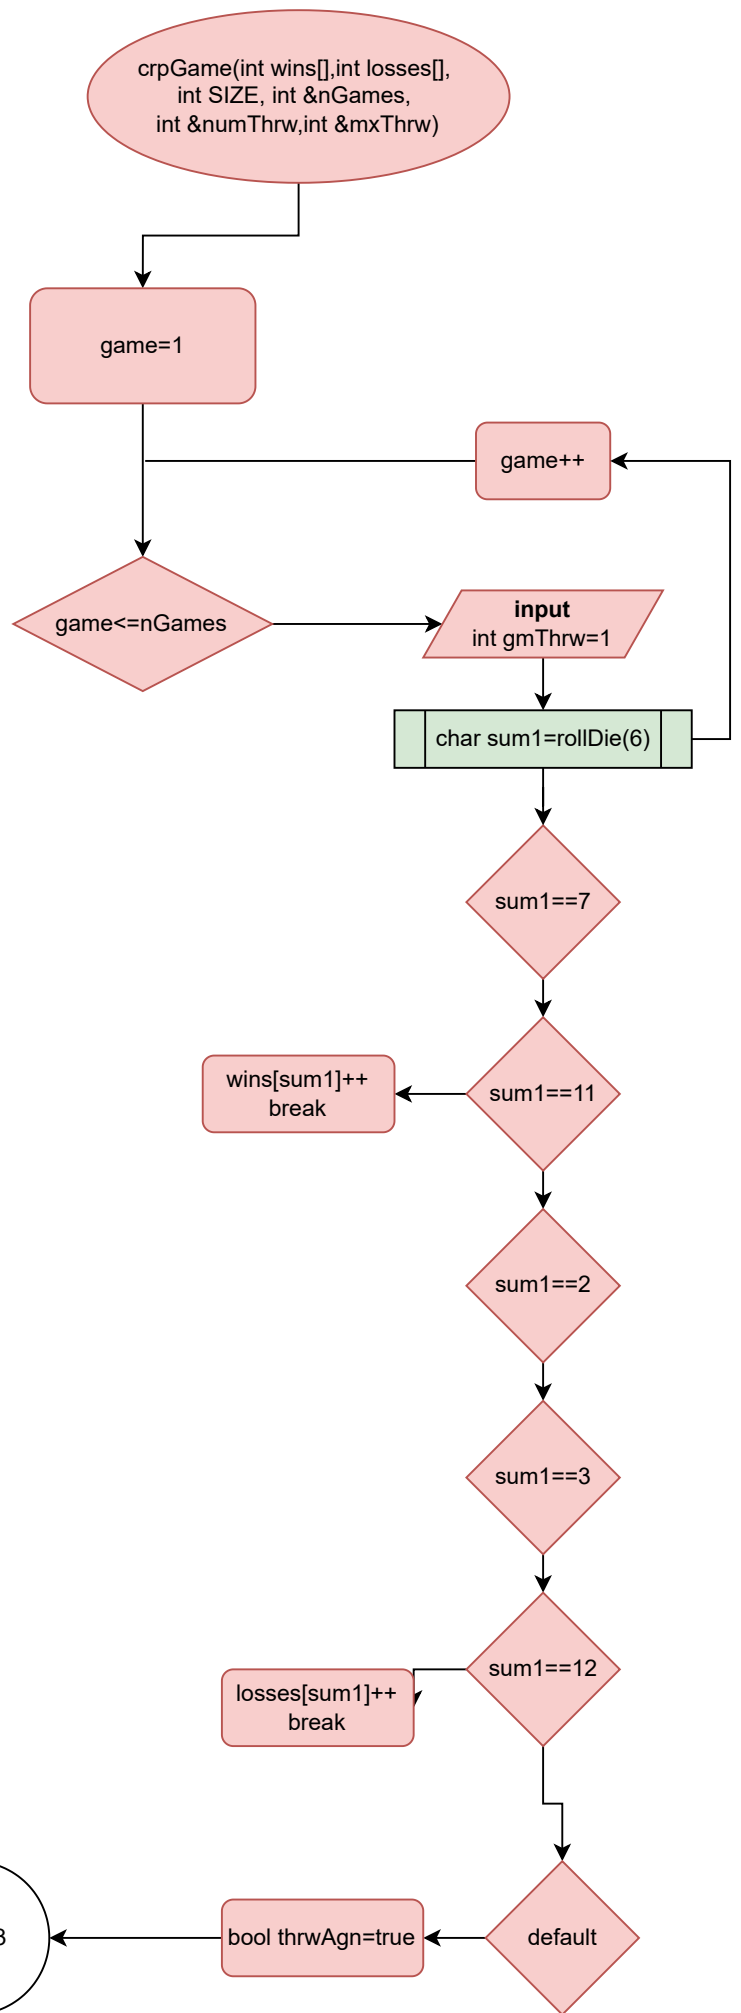 crpGame(int wins[],int losses[],
int SIZE, int &nGames,
int &numThrw,int &mxThrw)
game=1
game++
game<=nGames
input
int gmThrw=1
char sum1=rollDie(6)
sum1==7
sum1==11
wins[sum1]++
break
sum1==2
sum1==3
sum1==12
losses[sum1]++
break
default
bool thrwAgn=true